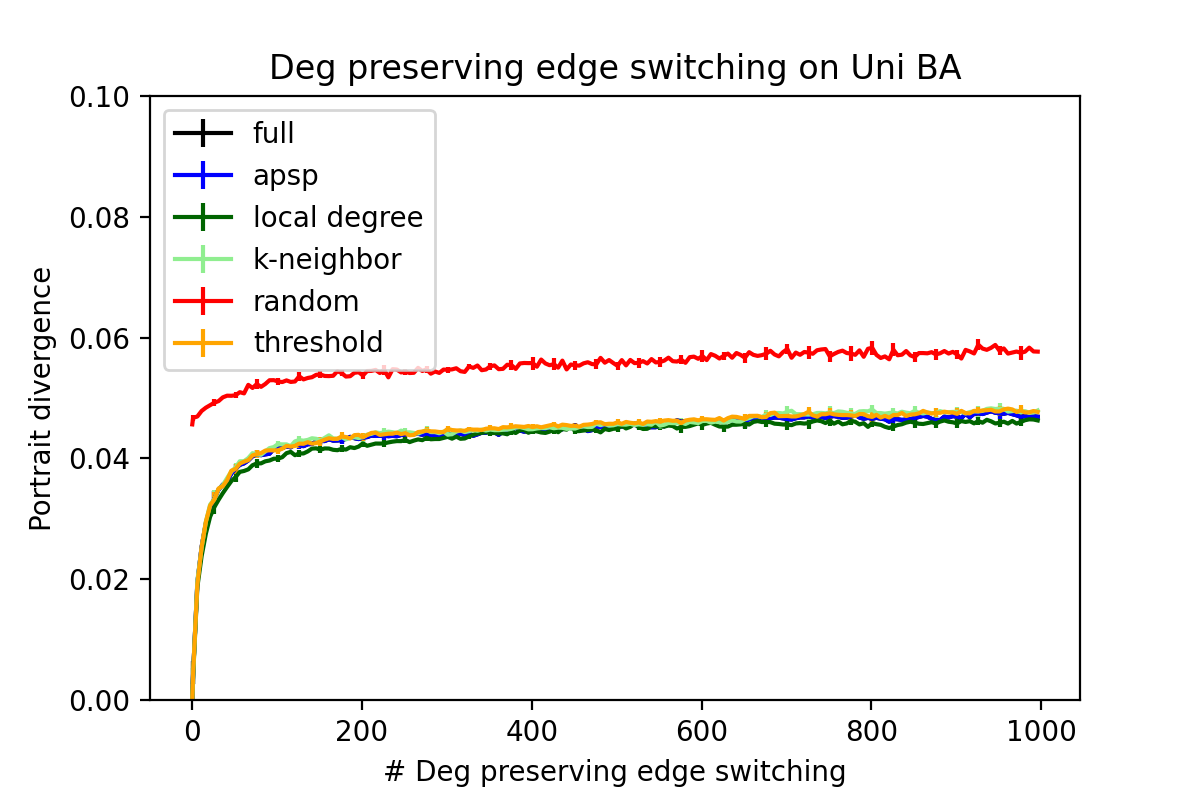 Deg preserving edge switching on Uni BA
0.10
0.08
0.06
0.04
0.02
0.00
Portrait divergence
full
apsp
local degree
k-neighbor
random
threshold
0 200 400 600 800 1000
# Deg preserving edge switching